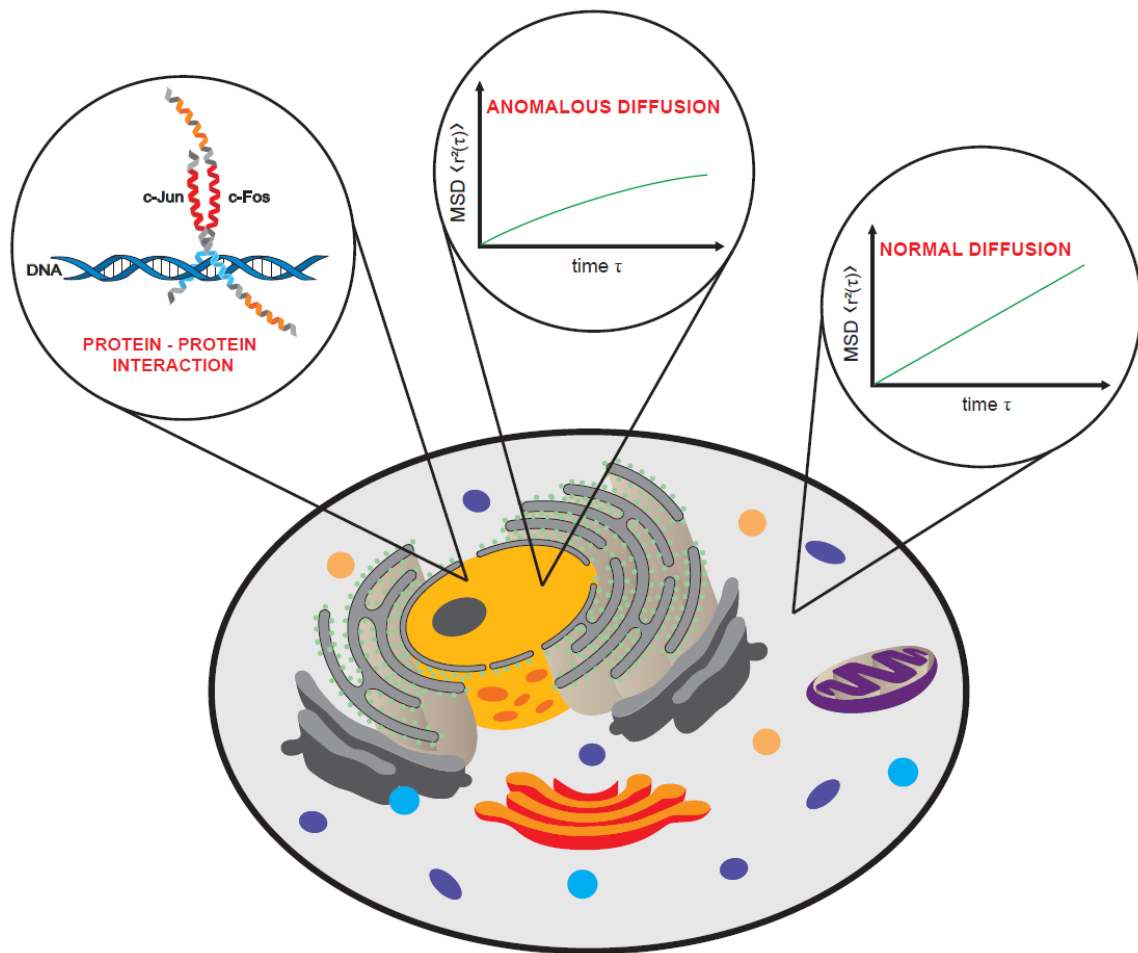 c-Jun
c-Fos
DNA
PROTEIN - PROTEIN
INTERACTION
ANOMALOUS DIFFUSION
MSD ⟨r²(τ)⟩
time τ
NORMAL DIFFUSION
MSD ⟨r²(τ)⟩
time τ